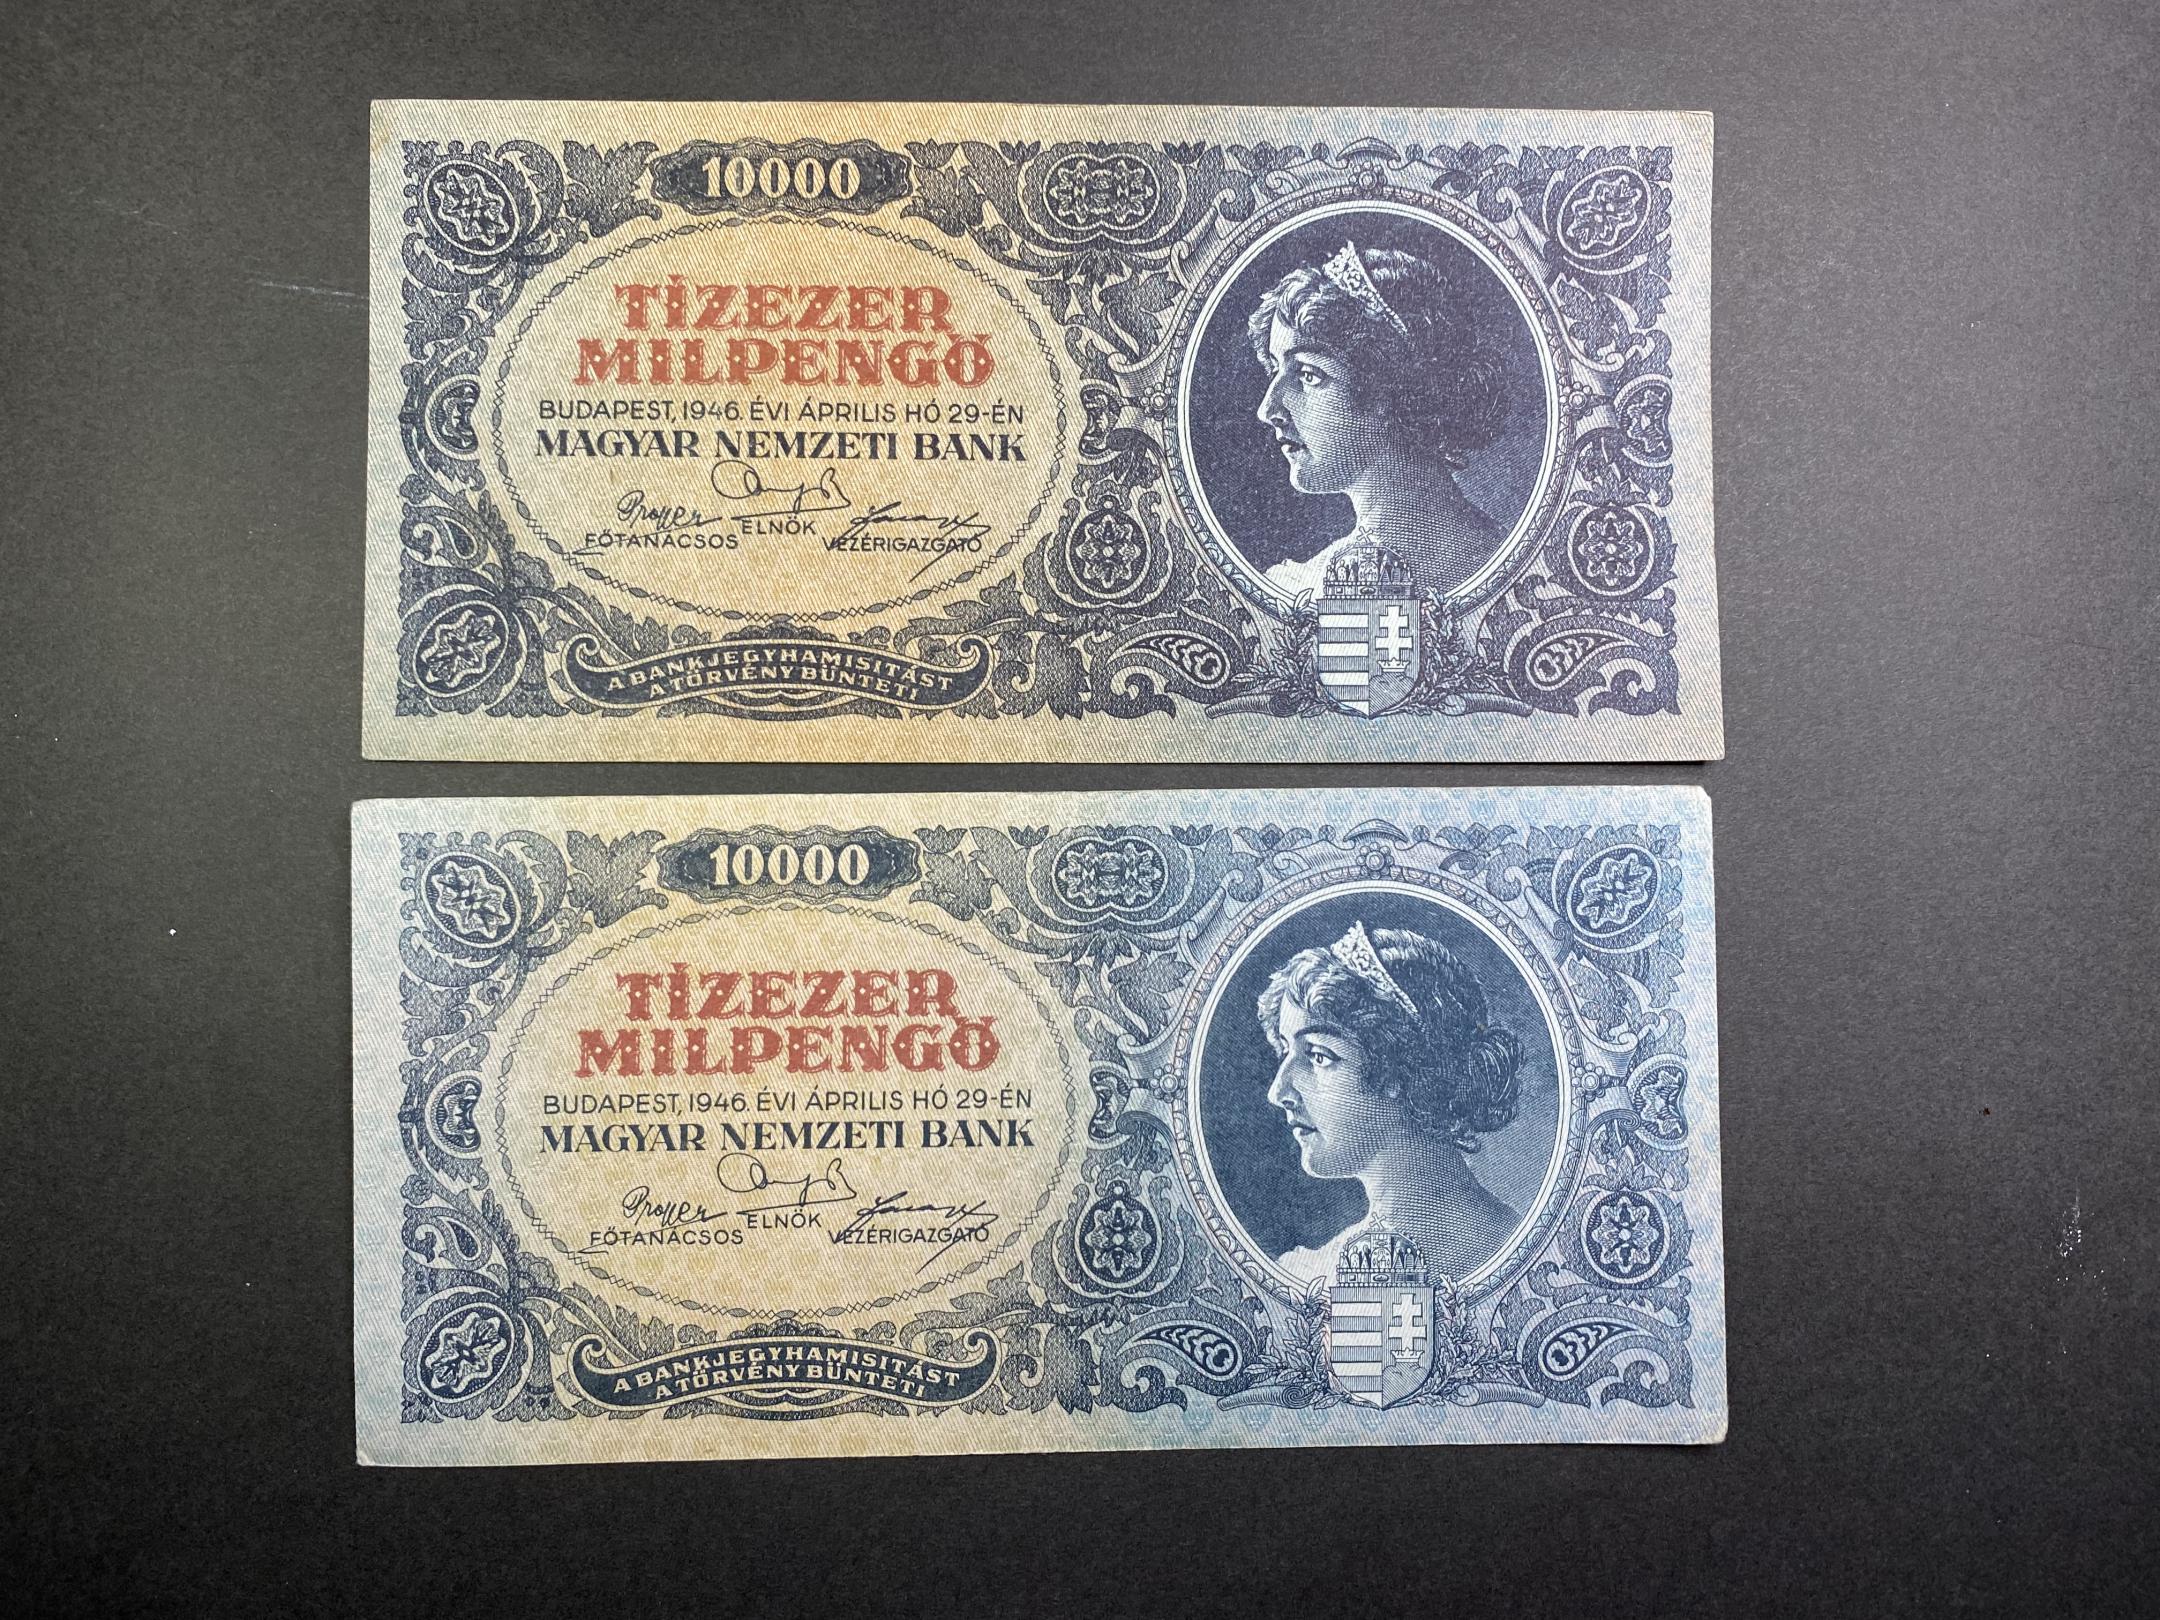 10000
TÍZEZER
MILPENGŐ
BUDAPEST, 1946. ÉVI ÁPRILIS HÓ 29-ÉN
MAGYAR NEMZETI BANK
FŐTANÁCSOS ELNÖK VEZÉRIGAZGATÓ
A BANKJEGYHAMISITÁST
A TÖRVÉNY BÜNTETI
10000
TÍZEZER
MILPENGŐ
BUDAPEST, 1946. ÉVI ÁPRILIS HÓ 29-ÉN
MAGYAR NEMZETI BANK
FŐTANÁCSOS ELNÖK VEZÉRIGAZGATÓ
A BANKJEGYHAMISITÁST
A TÖRVÉNY BÜNTETI